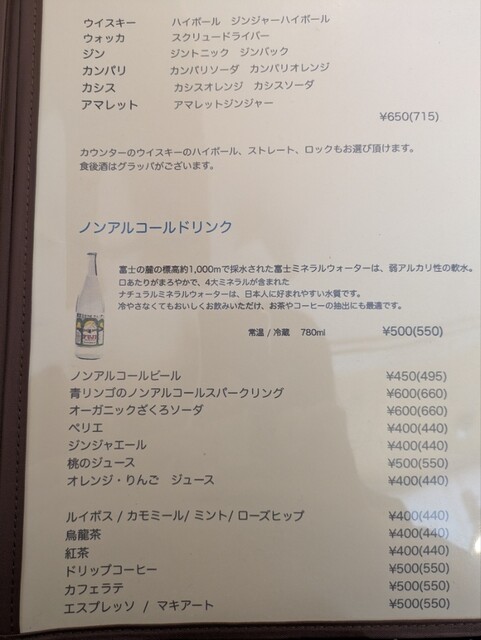 ウイスキー ハイボール ジンジャーハイボール
ウォッカ スクリュードライバー
ジン ジントニック ジンバック
カンパリ カンパリソーダ カンパリオレンジ
カシス カシスオレンジ カシスソーダ
アマレット アマレットジンジャー
¥650(715)
カウンターのウイスキーのハイボール、ストレート、ロックもお選び頂けます。
食後酒はグラッパがございます。
ノンアルコールドリンク
富士の麓の標高約1,000mで採水された富士ミネラルウォーターは、弱アルカリ性の軟水。
口あたりがまろやかで、4大ミネラルが含まれた
ナチュラルミネラルウォーターは、日本人に好まれやすい水質です。
冷やさなくてもおいしくお飲みいただけ、お茶やコーヒーの抽出にも最適です。
常温 / 冷蔵 780ml ¥500(550)
ノンアルコールビール ¥450(495)
青リンゴのノンアルコールスパークリング ¥600(660)
オーガニックざくろソーダ ¥600(660)
ペリエ ¥400(440)
ジンジャエール ¥400(440)
桃のジュース ¥500(550)
オレンジ・りんご ジュース ¥400(440)
ルイボス / カモミール/ ミント/ ローズヒップ ¥400(440)
烏龍茶 ¥400(440)
紅茶 ¥400(440)
ドリップコーヒー ¥500(550)
カフェラテ ¥500(550)
エスプレッソ / マキアート ¥500(550)